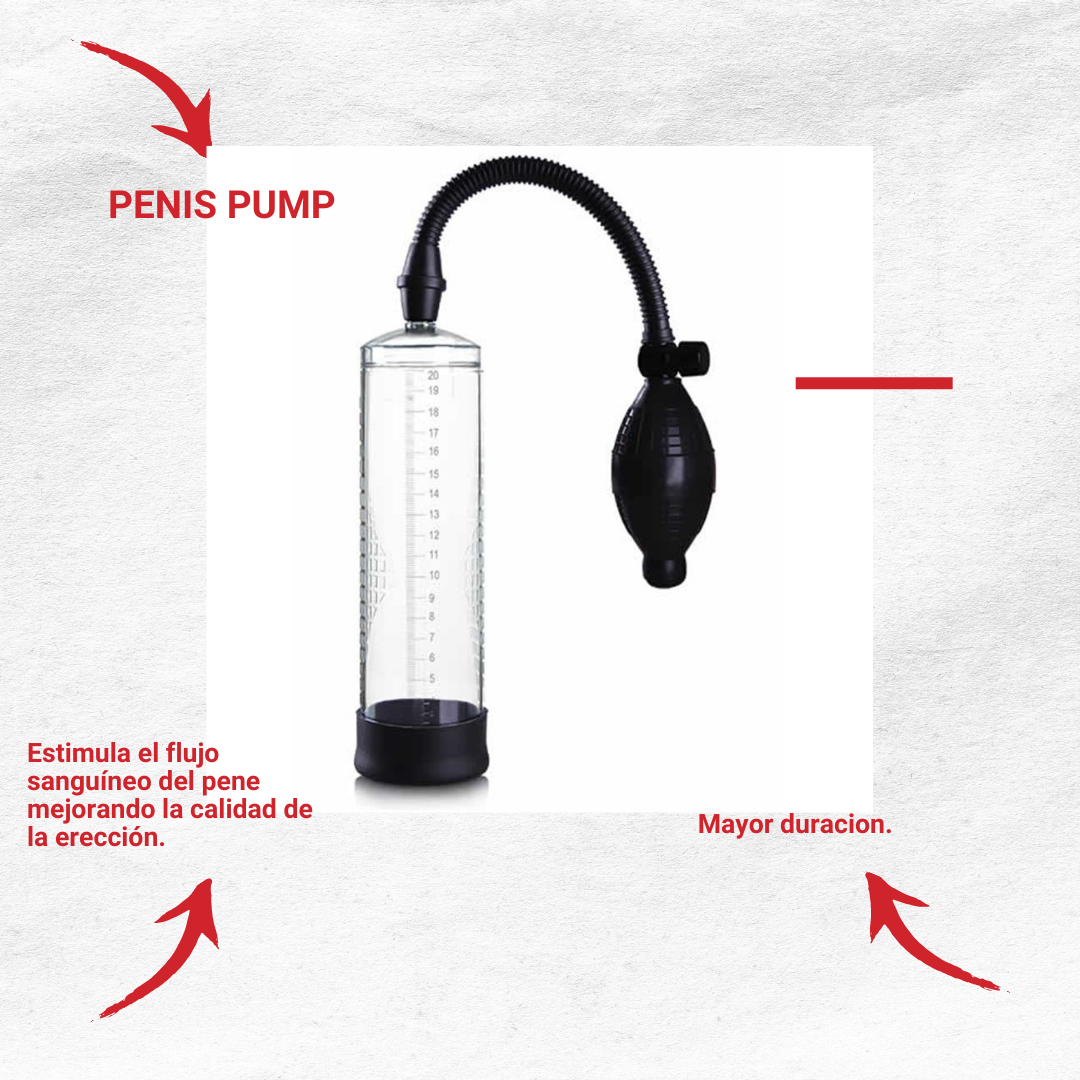 PENIS PUMP
20
19
18
17
16
15
14
13
12
11
10
9
8
7
6
5
Estimula el flujo
sanguíneo del pene
mejorando la calidad de
la erección.
Mayor duracion.